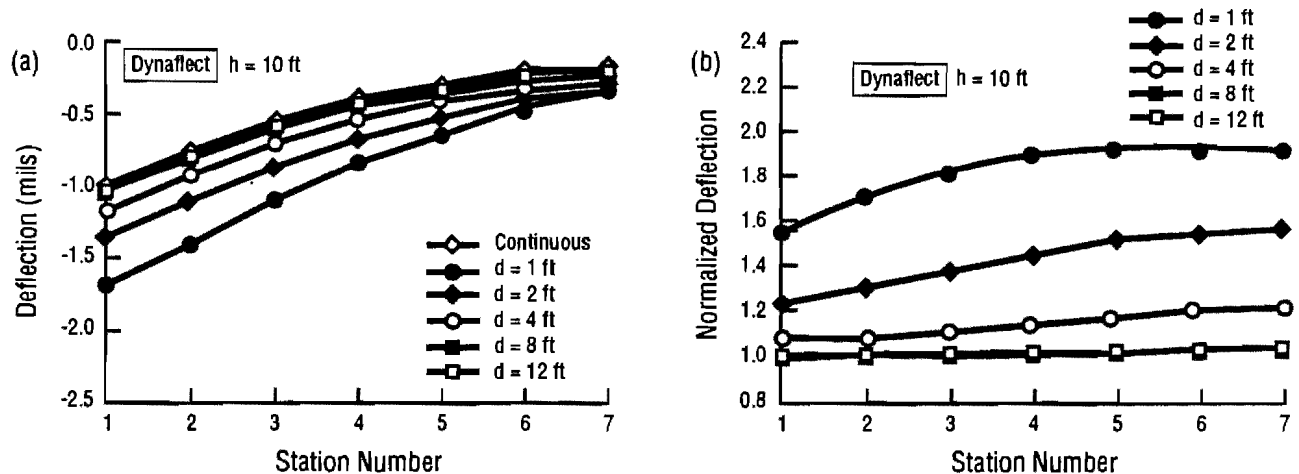 (a)
Dynaflect h = 10 ft
0.0
-0.5
-1.0
-1.5
-2.0
-2.5
Deflection (mils)
Continuous
d = 1 ft
d = 2 ft
d = 4 ft
d = 8 ft
d = 12 ft
1 2 3 4 5 6 7
Station Number
(b)
Dynaflect h = 10 ft
d = 1 ft
d = 2 ft
d = 4 ft
d = 8 ft
d = 12 ft
2.4
2.2
2.0
1.8
1.6
1.4
1.2
1.0
0.8
Normalized Deflection
1 2 3 4 5 6 7
Station Number